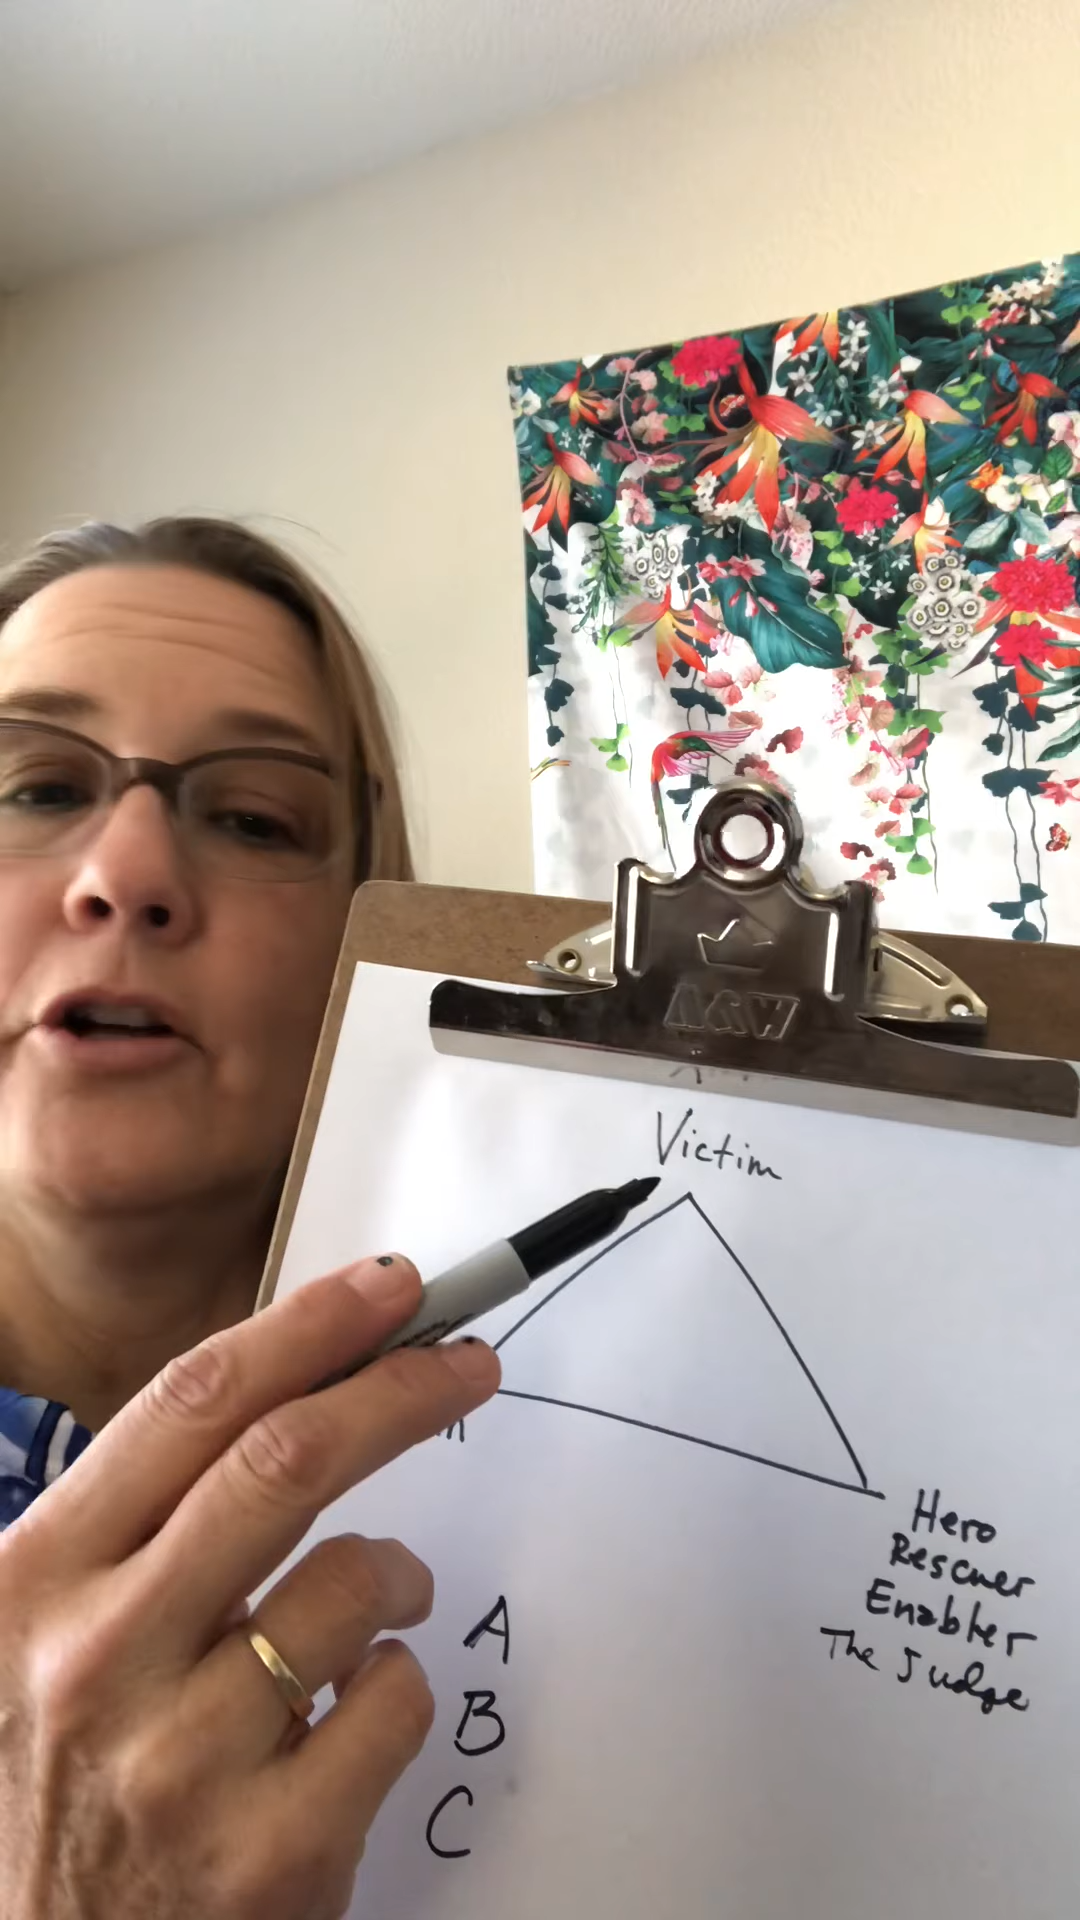 Victim
Hero
Rescuer
Enabler
The Judge
A
B
C